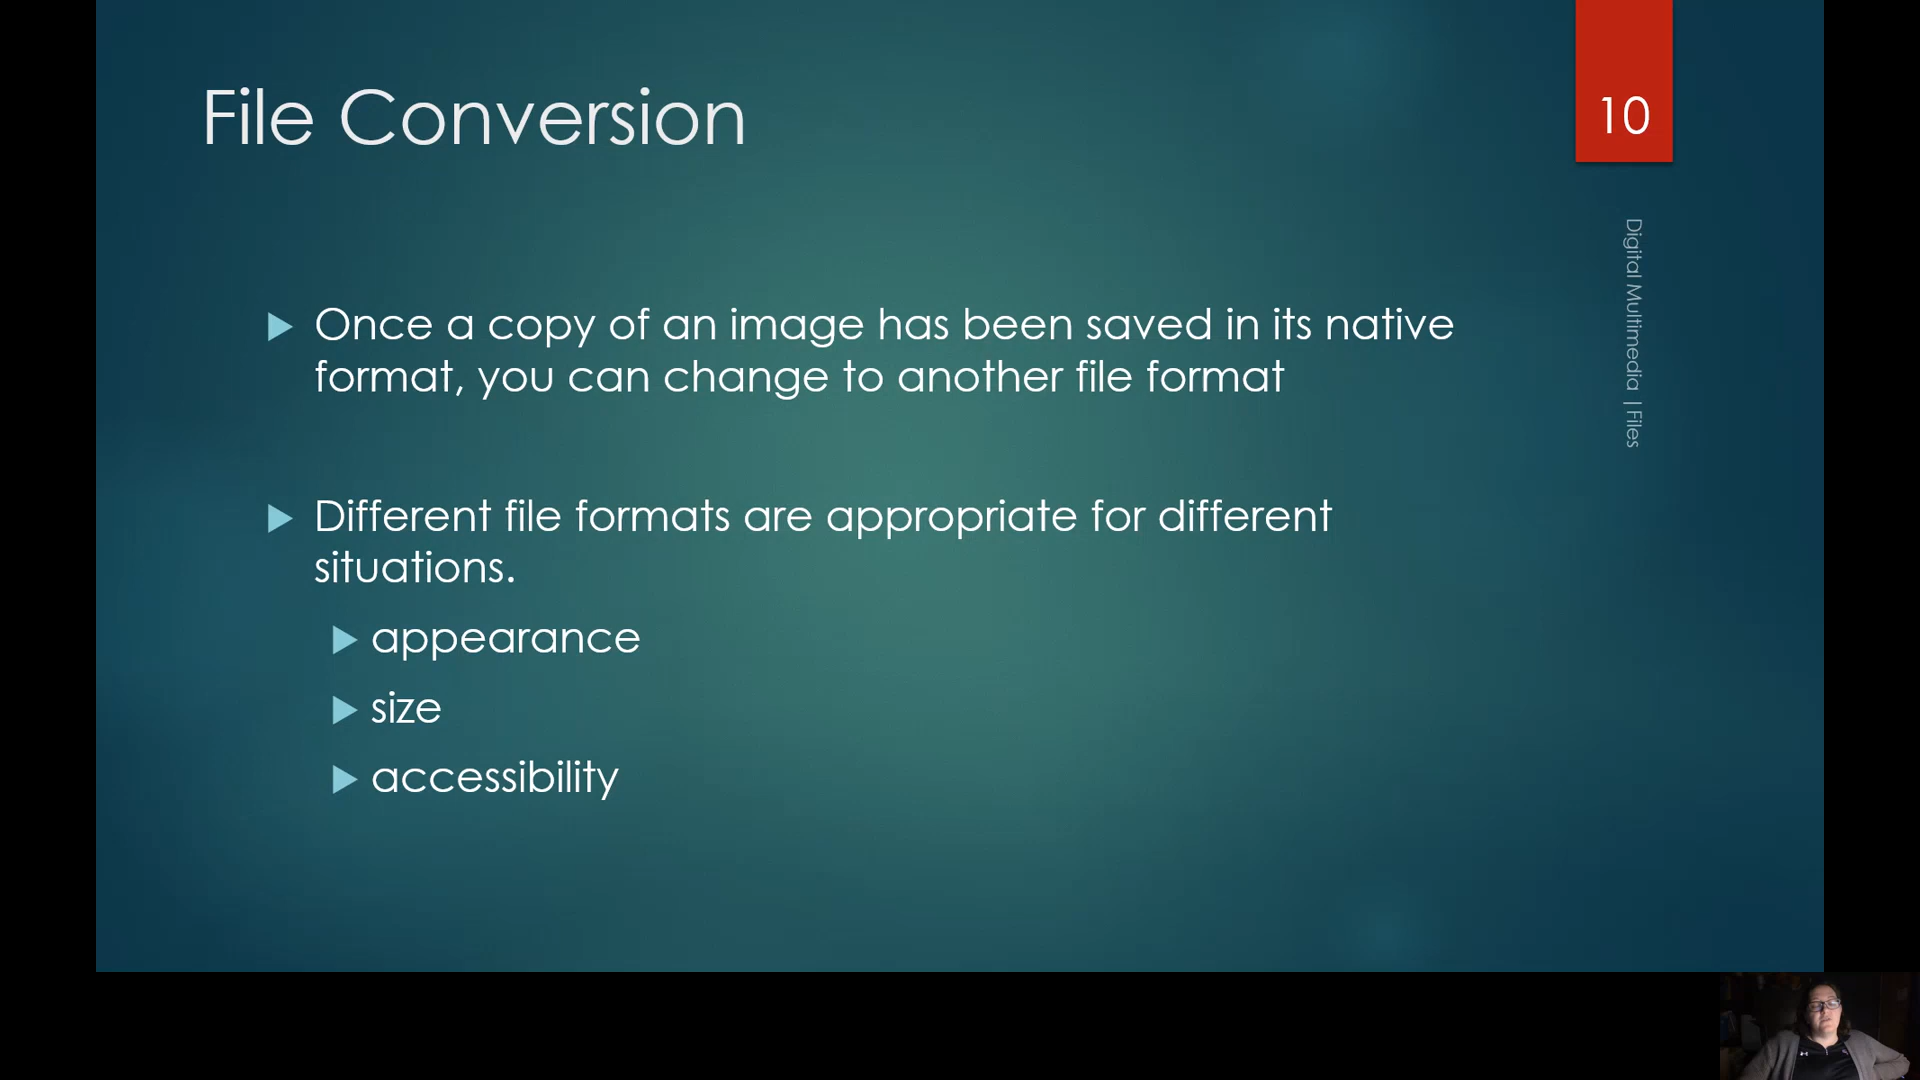 File Conversion
10
Digital Multimedia | Files
Once a copy of an image has been saved in its native
format, you can change to another file format
Different file formats are appropriate for different
situations.
appearance
size
accessibility